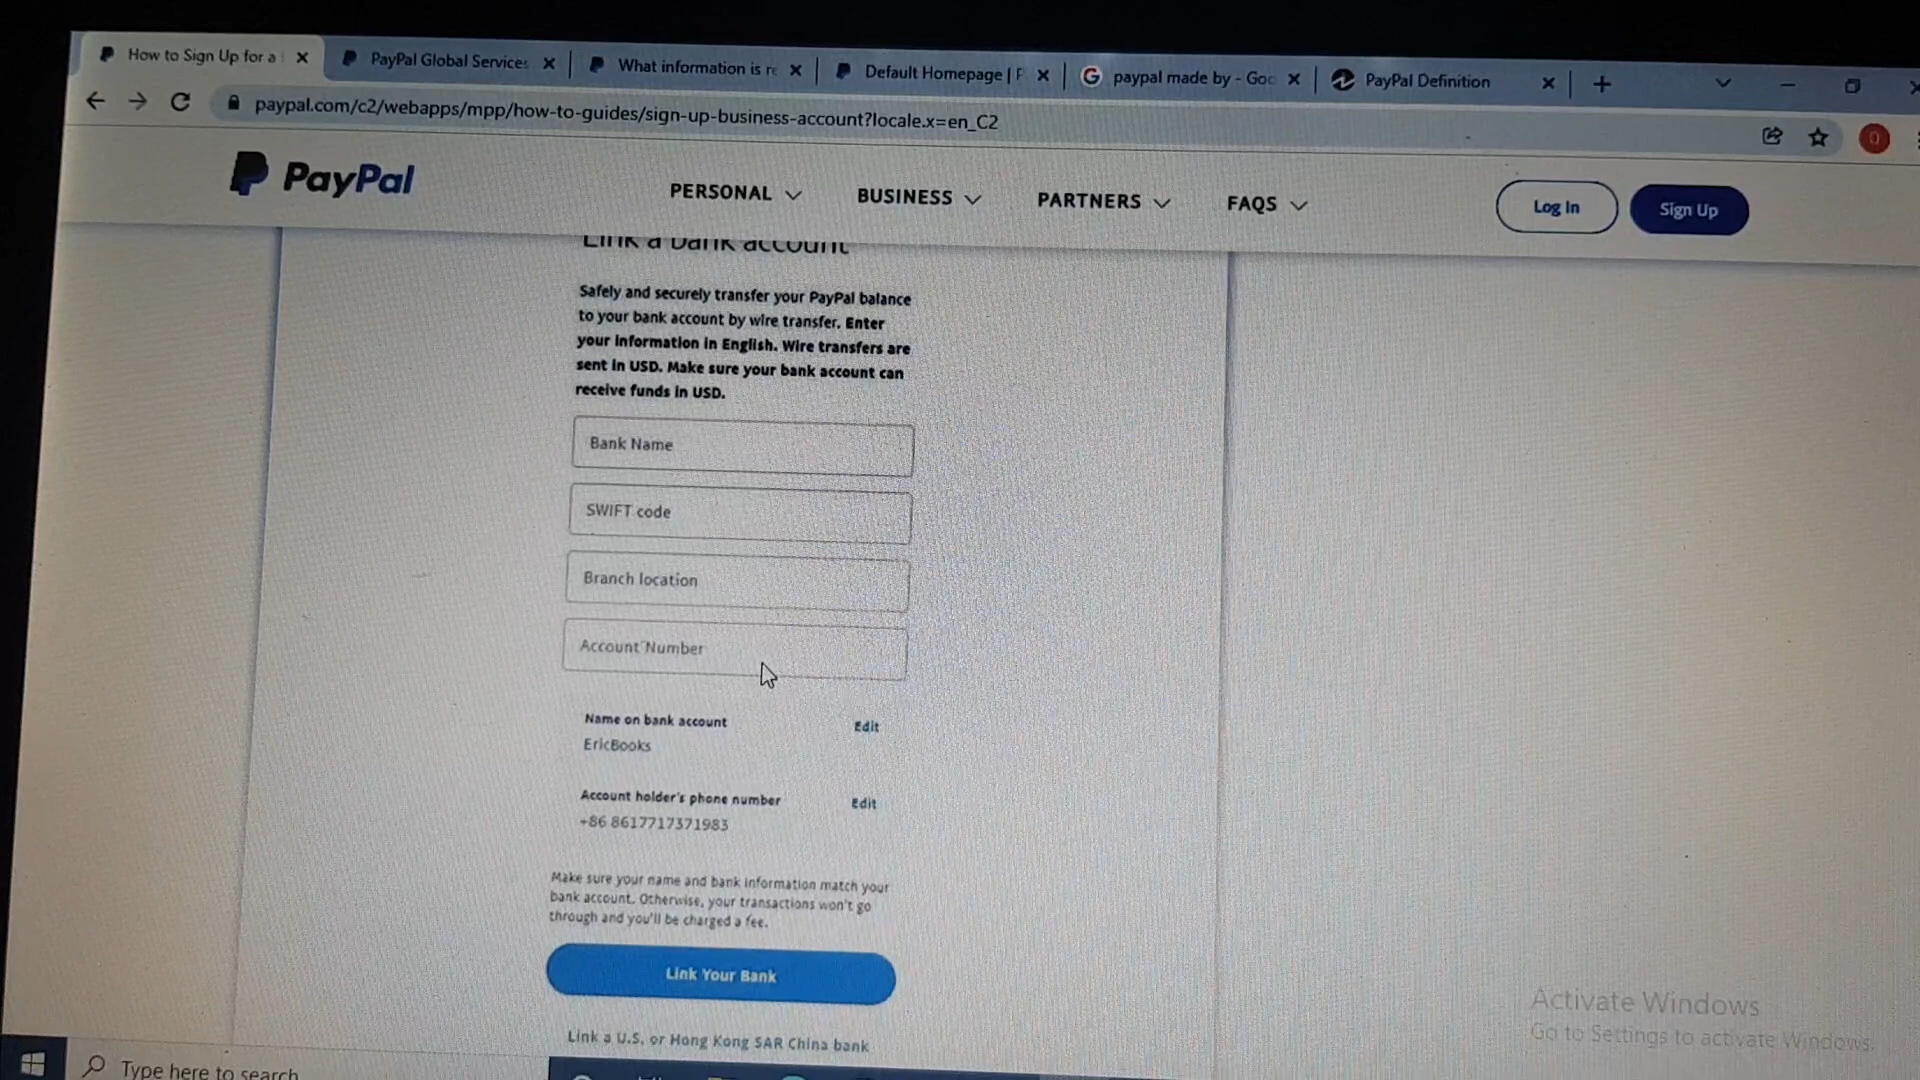 How to Sign Up for a
PayPal Global Services
What information is re
Default Homepage | P
paypal made by - Goo
PayPal Definition
paypal.com/c2/webapps/mpp/how-to-guides/sign-up-business-account?locale.x=en_C2
PayPal
PERSONAL
BUSINESS
PARTNERS
FAQS
Log In
Sign Up
Link a bank account
Safely and securely transfer your PayPal balance
to your bank account by wire transfer. Enter
your information in English. Wire transfers are
sent in USD. Make sure your bank account can
receive funds in USD.
Bank Name
SWIFT code
Branch location
Account Number
Name on bank account
Edit
EricBooks
Account holder's phone number
Edit
+86 8617717371983
Make sure your name and bank information match your
bank account. Otherwise, your transactions won't go
through and you'll be charged a fee.
Link Your Bank
Link a U.S. or Hong Kong SAR China bank
Activate Windows
Go to Settings to activate Windows.
Type here to search